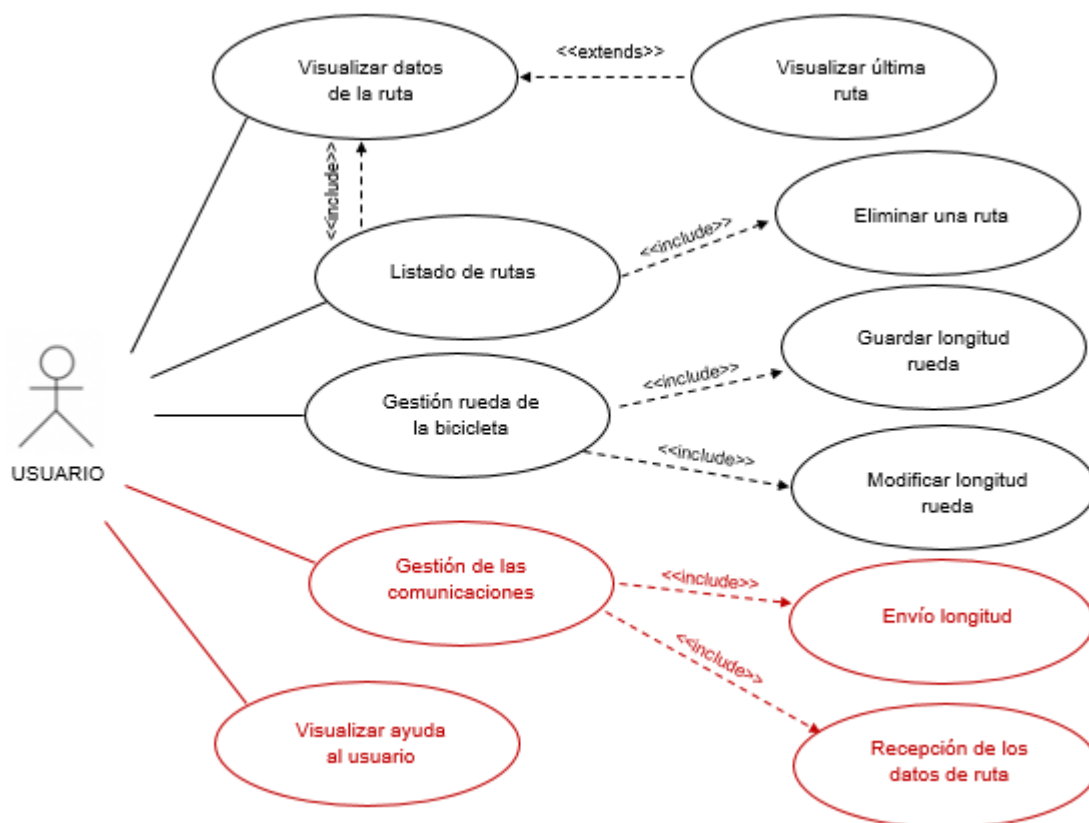 Visualizar datos
de la ruta
<<extends>>
Visualizar última
ruta
<<include>>
Listado de rutas
<<include>>
Eliminar una ruta
Gestión rueda de
la bicicleta
<<include>>
Guardar longitud
rueda
<<include>>
Modificar longitud
rueda
USUARIO
Gestión de las
comunicaciones
<<include>>
Envío longitud
<<include>>
Recepción de los
datos de ruta
Visualizar ayuda
al usuario